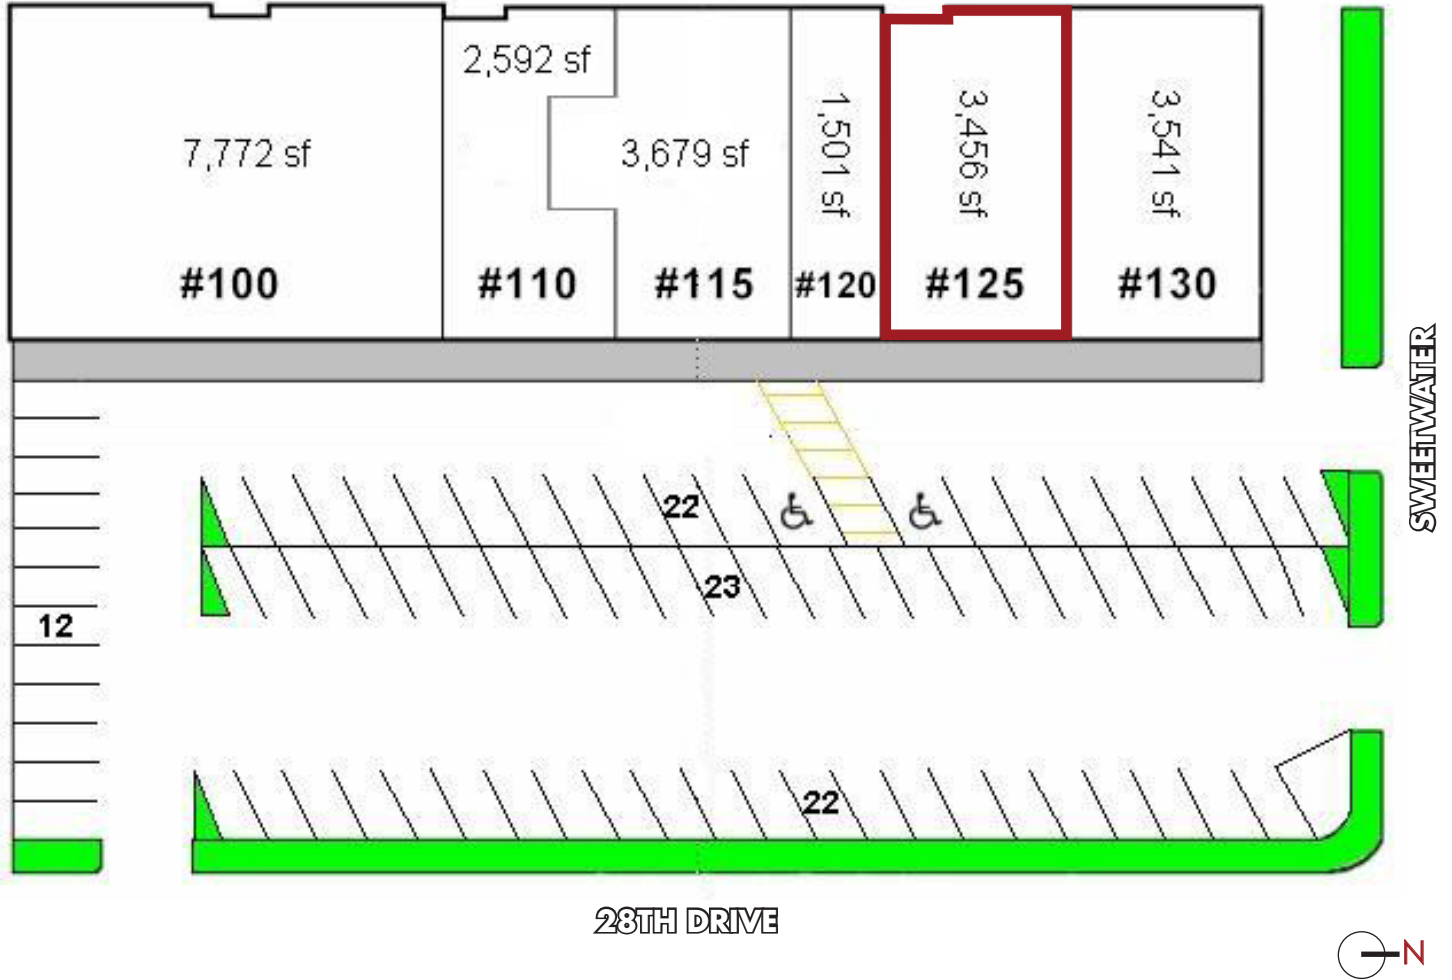 2,592 sf
7,772 sf
3,679 sf
1,501 sf
3,456 sf
3,541 sf
#100
#110
#115
#120
#125
#130
SWEETWATER
22
23
12
22
28TH DRIVE
N